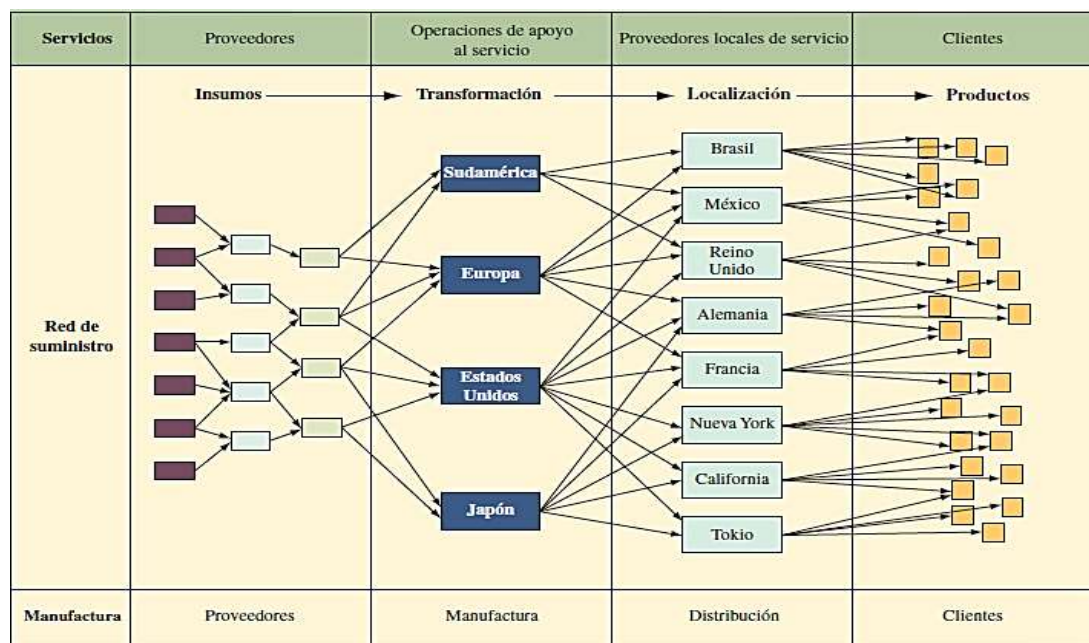 Servicios
Proveedores
Operaciones de apoyo
al servicio
Proveedores locales de servicio
Clientes
Insumos
Transformación
Localización
Productos
Red de
suministro
Sudamérica
Europa
Estados
Unidos
Japón
Brasil
México
Reino
Unido
Alemania
Francia
Nueva York
California
Tokio
Manufactura
Proveedores
Manufactura
Distribución
Clientes